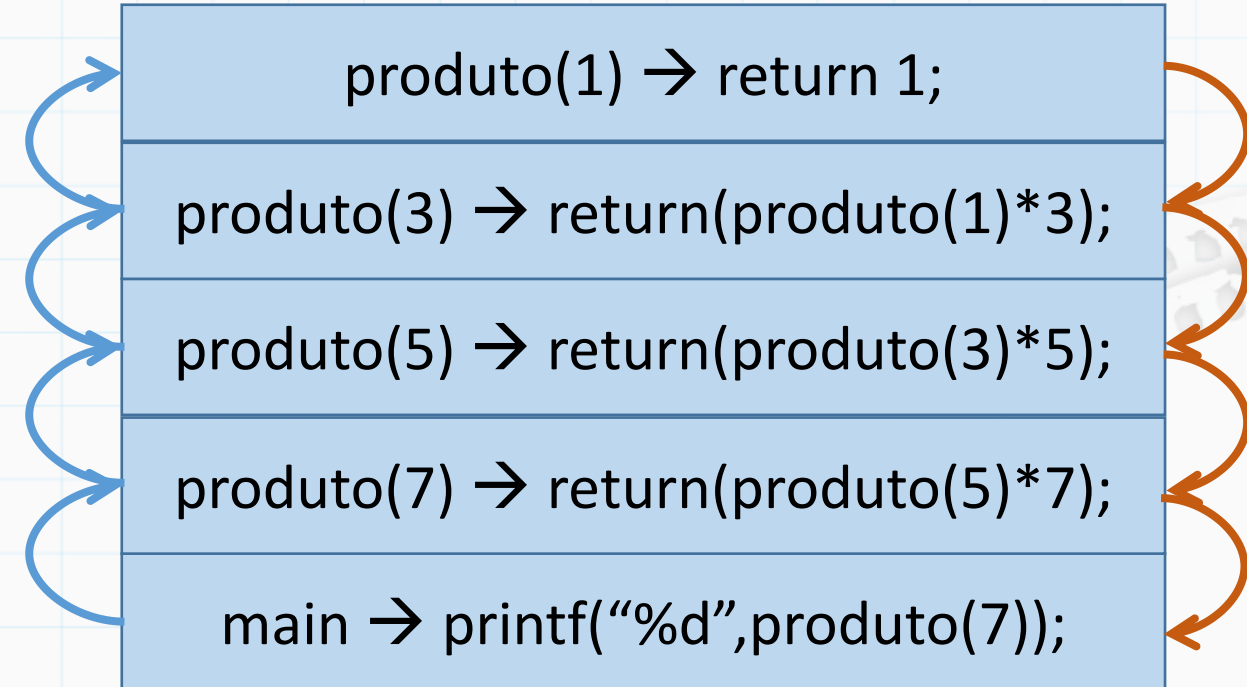 produto(1) → return 1;
produto(3) → return(produto(1)*3);
produto(5) → return(produto(3)*5);
produto(7) → return(produto(5)*7);
main → printf(“%d”,produto(7));